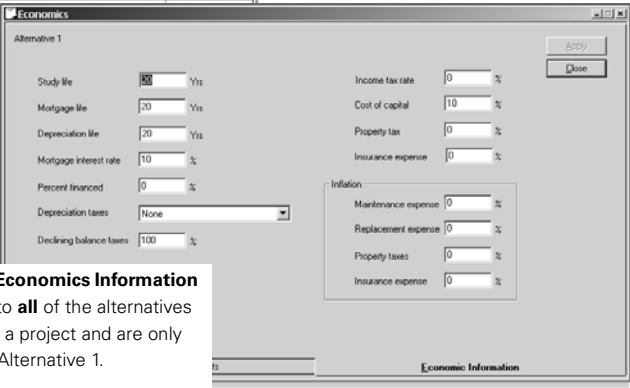 Economics
Alternative 1
Apply
Close
Study life 20 Yrs
Mortgage life 20 Yrs
Depreciation life 20 Yrs
Mortgage interest rate 10 %
Percent financed 0 %
Depreciation taxes None
Declining balance taxes 100 %
Income tax rate 0 %
Cost of capital 10 %
Property tax 0 %
Insurance expense 0 %
Inflation
Maintenance expense 0 %
Replacement expense 0 %
Property taxes 0 %
Insurance expense 0 %
Economics Information
to all of the alternatives
a project and are only
Alternative 1.
ts
Economic Information